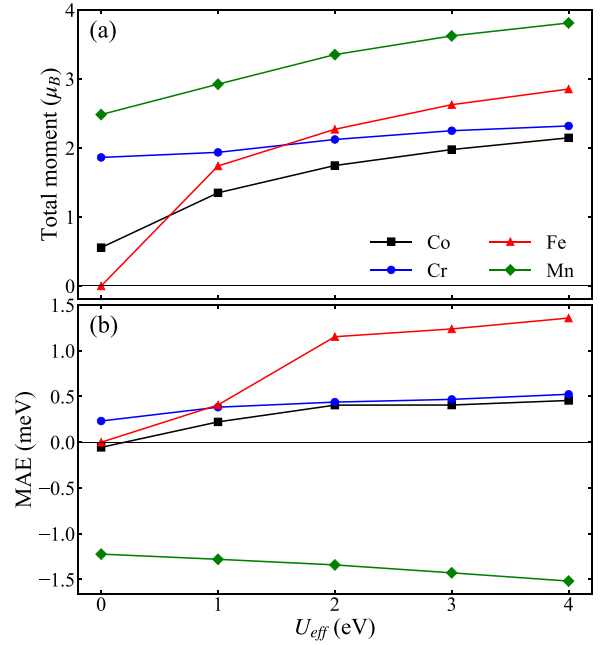 (a)
Total moment (μB)
4
3
2
1
0
Co
Fe
Cr
Mn
(b)
MAE (meV)
1.5
1.0
0.5
0.0
−0.5
−1.0
−1.5
0 1 2 3 4
Ueff (eV)